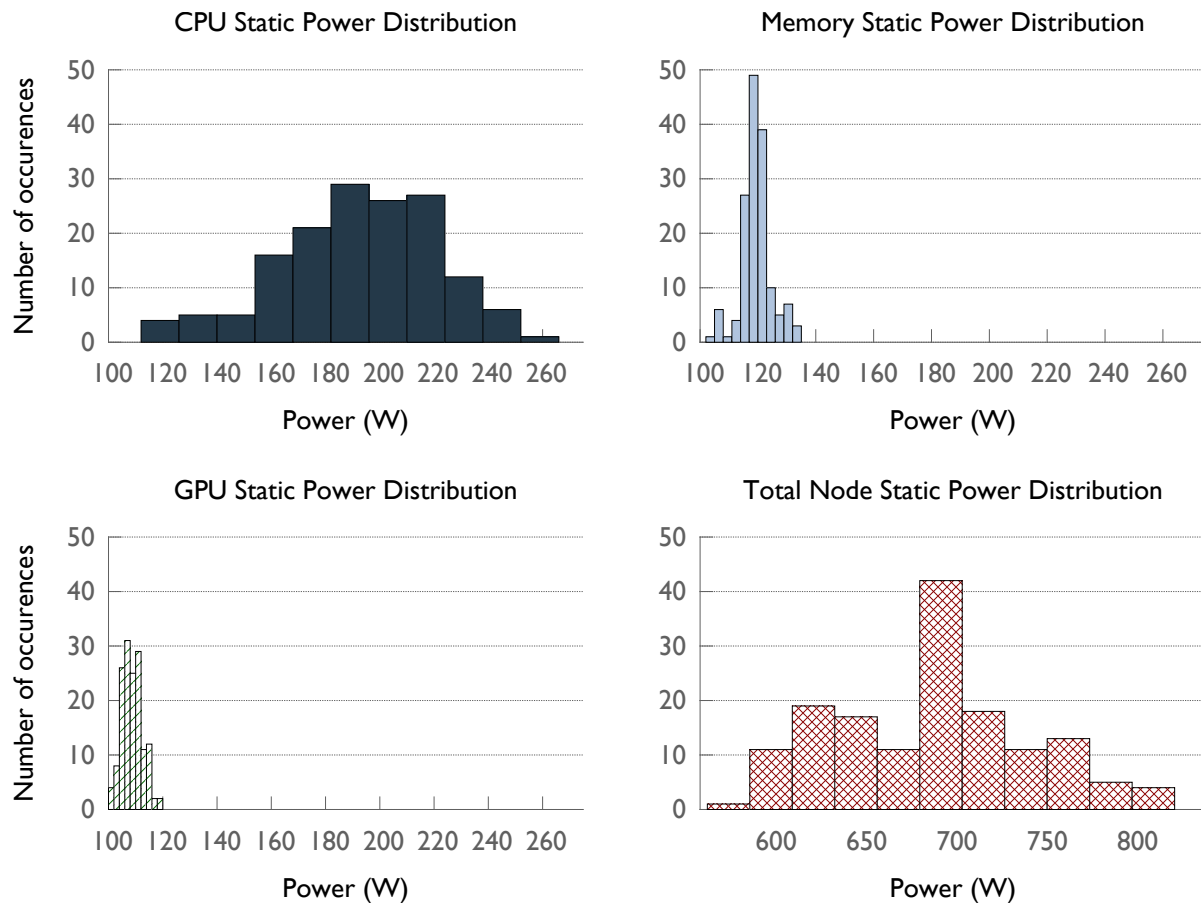 CPU Static Power Distribution
50
40
30
20
10
0
Number of occurences
100 120 140 160 180 200 220 240 260
Power (W)
Memory Static Power Distribution
50
40
30
20
10
0
100 120 140 160 180 200 220 240 260
Power (W)
GPU Static Power Distribution
50
40
30
20
10
0
Number of occurences
100 120 140 160 180 200 220 240 260
Power (W)
Total Node Static Power Distribution
50
40
30
20
10
0
600 650 700 750 800
Power (W)